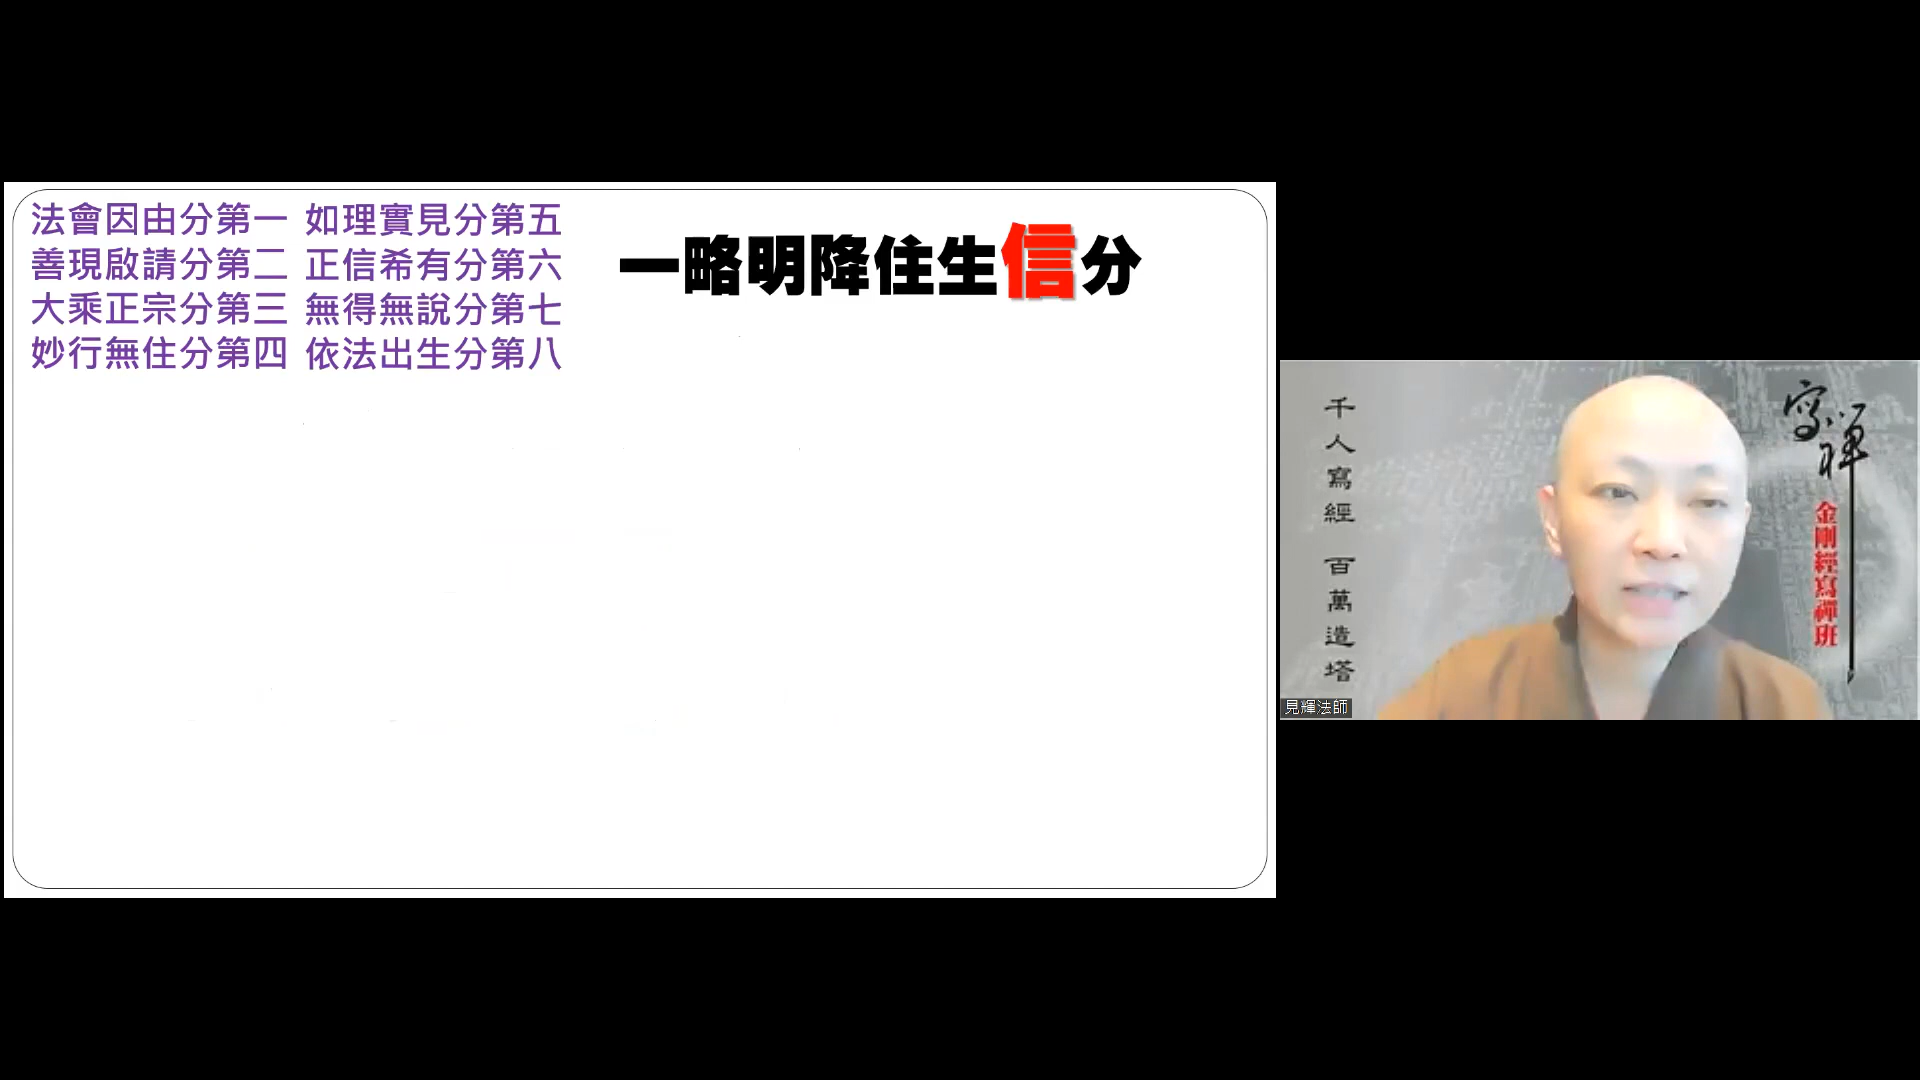 法會因由分第一 如理實見分第五
善現啟請分第二 正信希有分第六
大乘正宗分第三 無得無說分第七
妙行無住分第四 依法出生分第八
一略明降住生信分
千人寫經 百萬造塔
寫禪
金剛經寫禪班
見輝法師